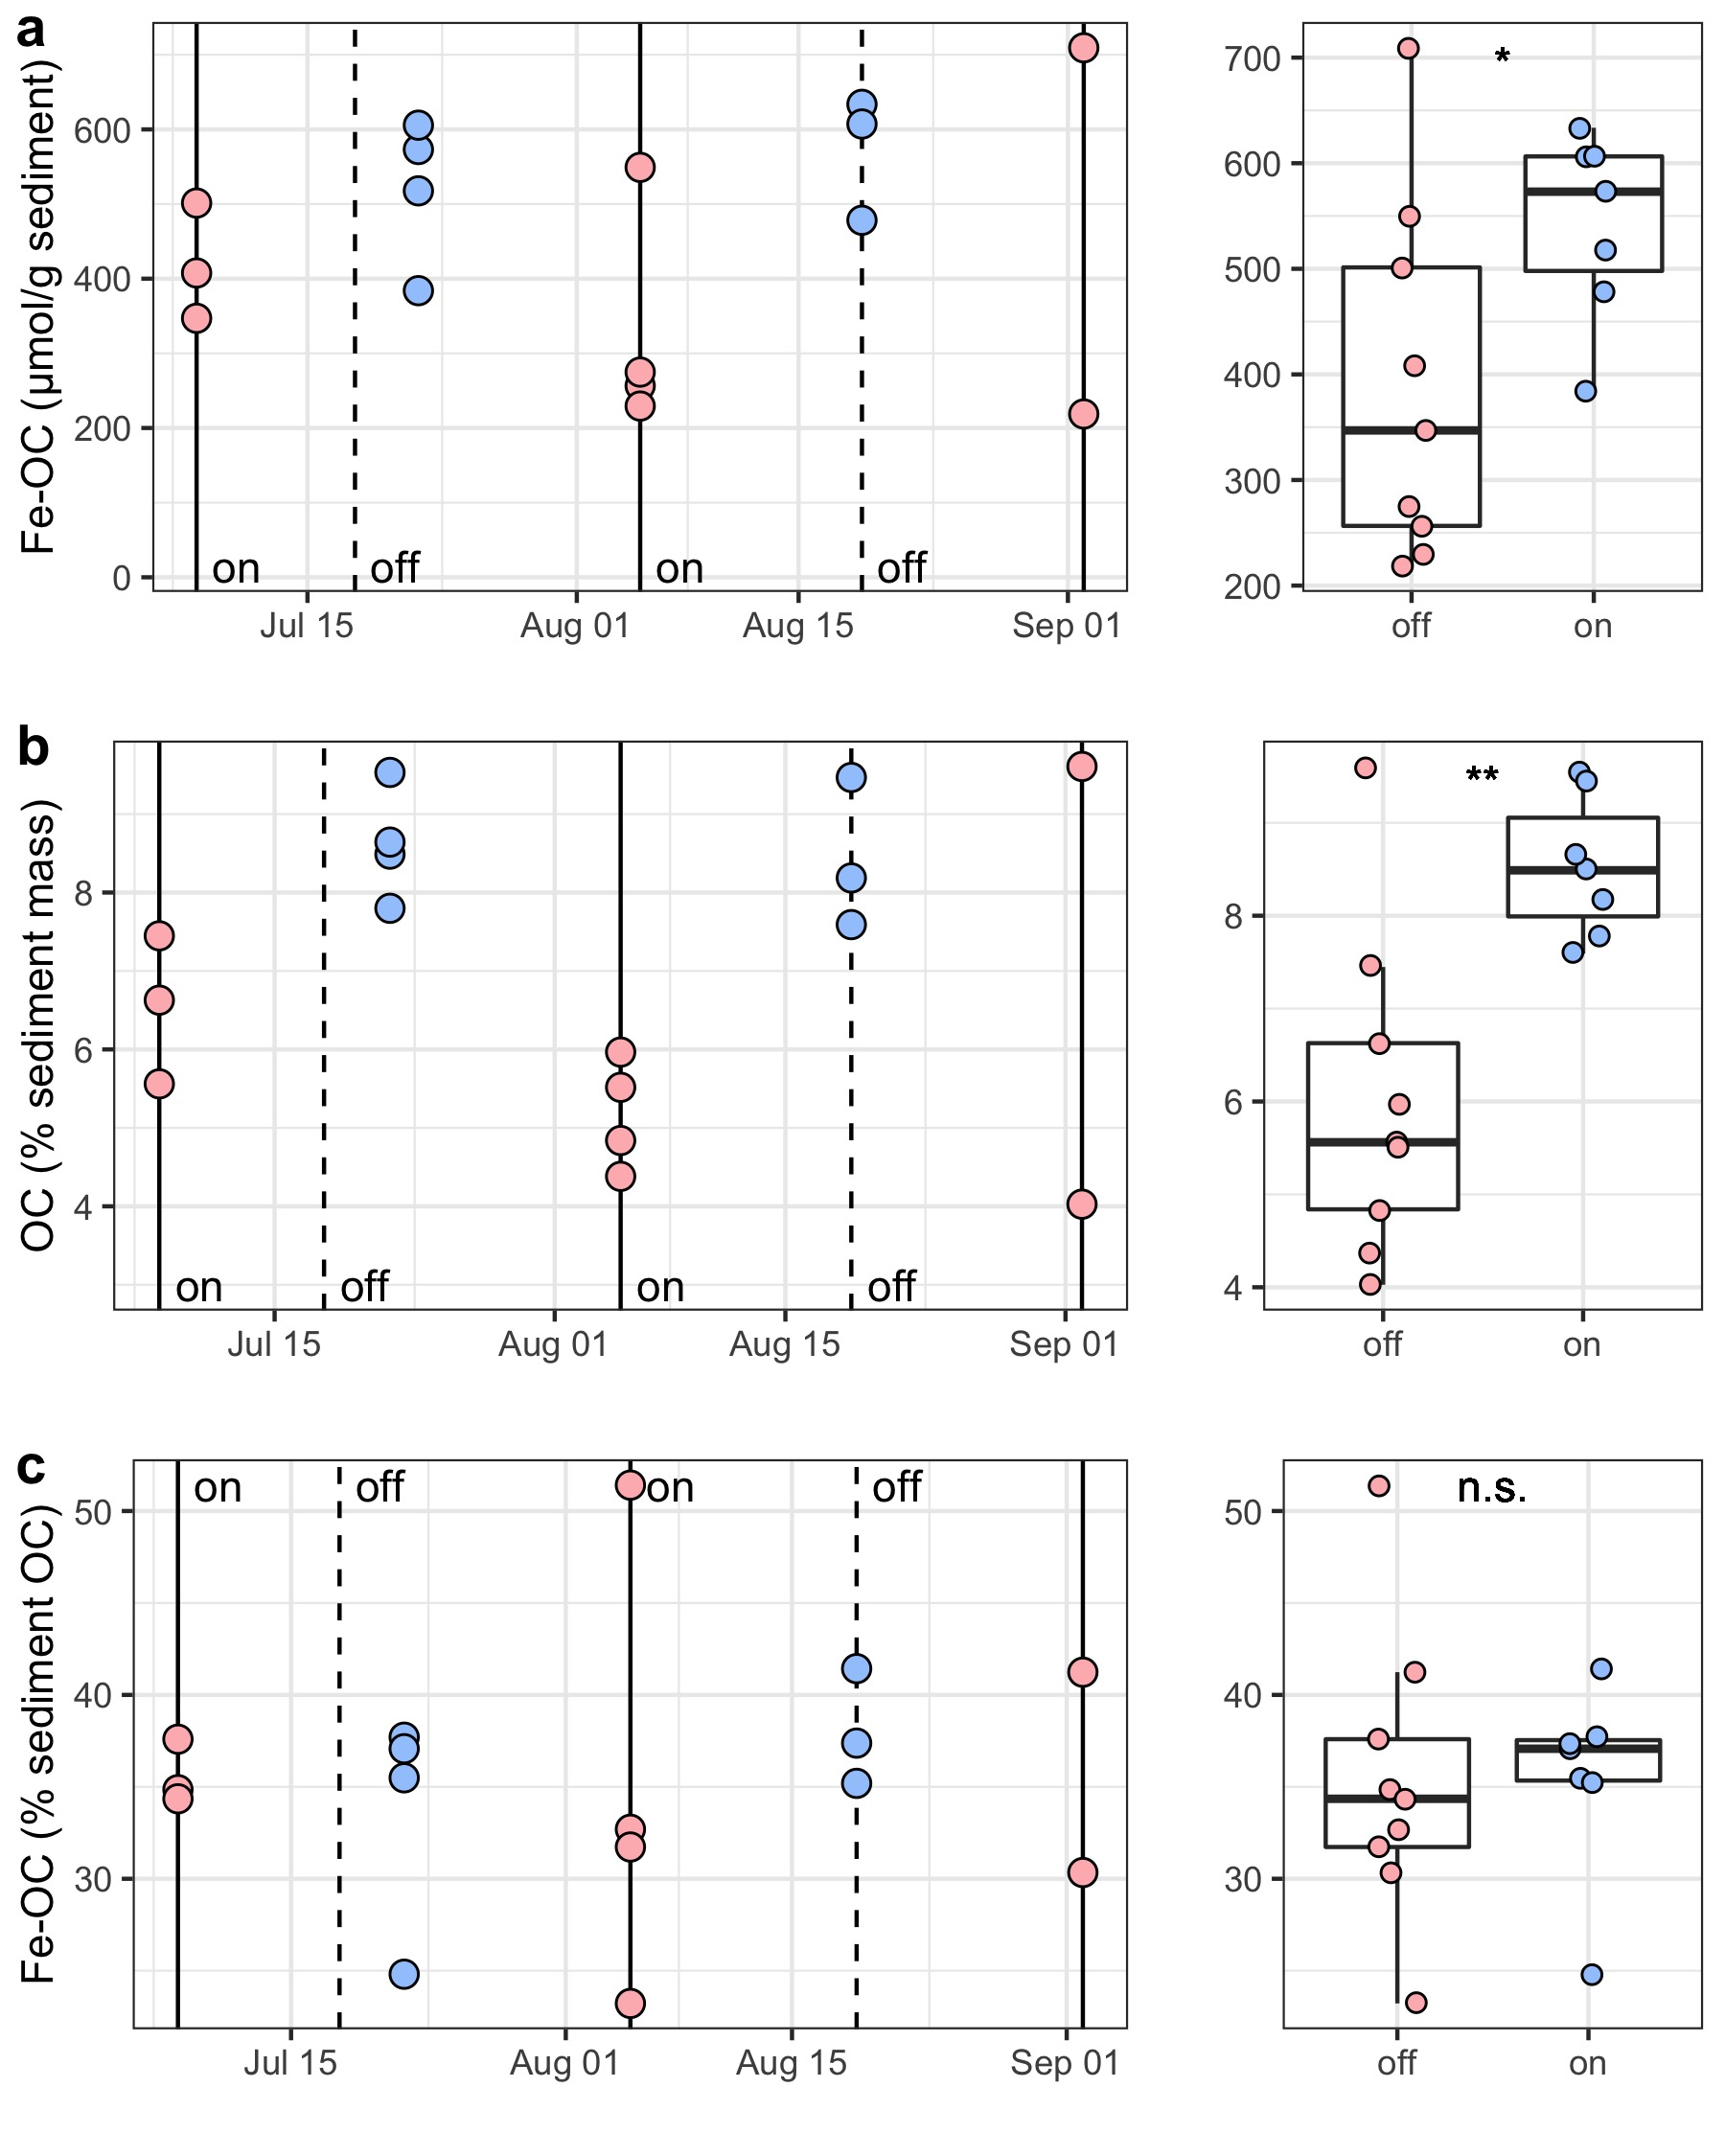 a
Fe-OC (µmol/g sediment)
600
400
200
0
on
off
on
off
Jul 15
Aug 01
Aug 15
Sep 01
700
600
500
400
300
200
*
off
on
b
OC (% sediment mass)
8
6
4
on
off
on
off
Jul 15
Aug 01
Aug 15
Sep 01
8
6
4
**
off
on
c
Fe-OC (% sediment OC)
50
40
30
on
off
on
off
Jul 15
Aug 01
Aug 15
Sep 01
50
40
30
n.s.
off
on